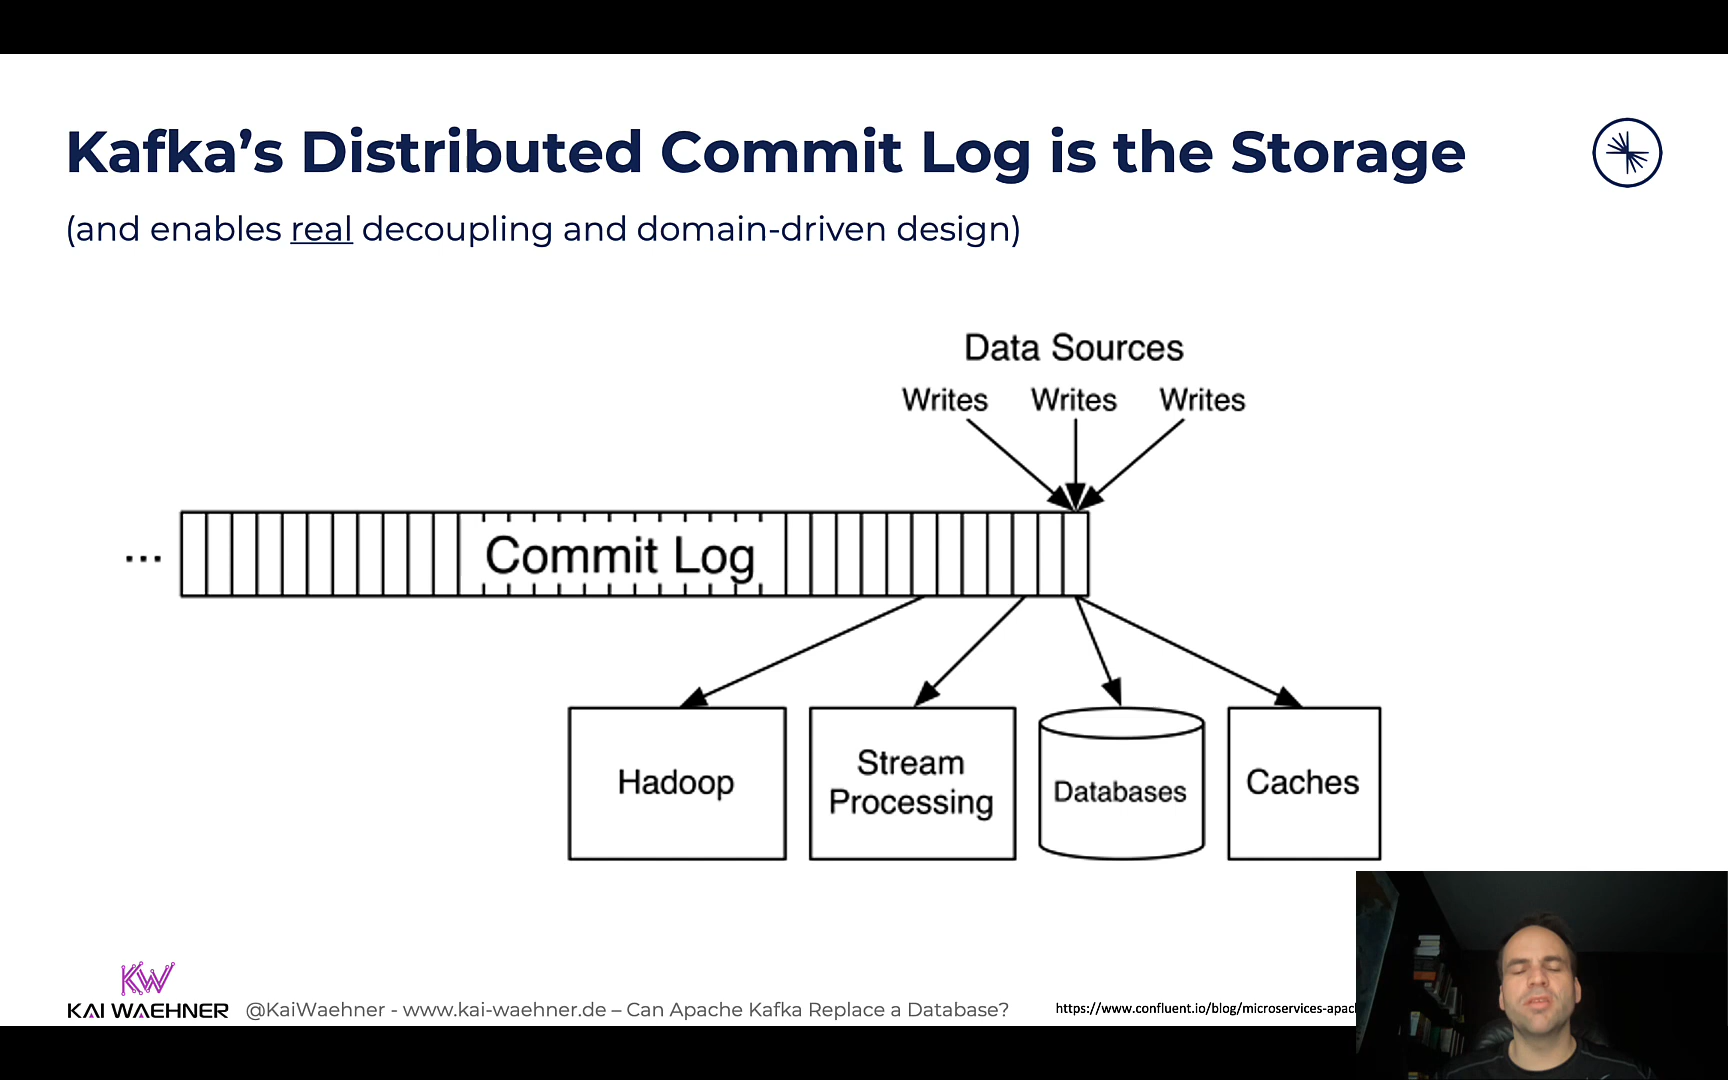 Kafka’s Distributed Commit Log is the Storage
(and enables real decoupling and domain-driven design)
Data Sources
Writes Writes Writes
...
Commit Log
Hadoop
Stream
Processing
Databases
Caches
KW
KAI WAEHNER
@KaiWaehner - www.kai-waehner.de – Can Apache Kafka Replace a Database?
https://www.confluent.io/blog/microservices-apac